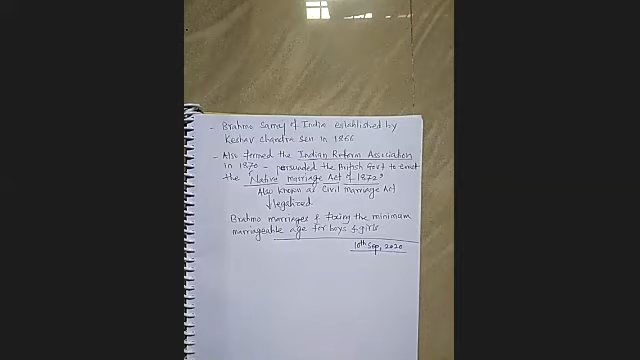 - Brahmo Samaj of India established by
Keshav Chandra Sen in 1866
- Also formed the Indian Reform Association
in 1870 - persuaded the British Govt to enact
the "Native marriage Act of 1872"
Also known as Civil marriage Act
↓ legalized
Brahmo marriages & fixing the minimum
marriageable age for boys & girls
10th Sep, 2020